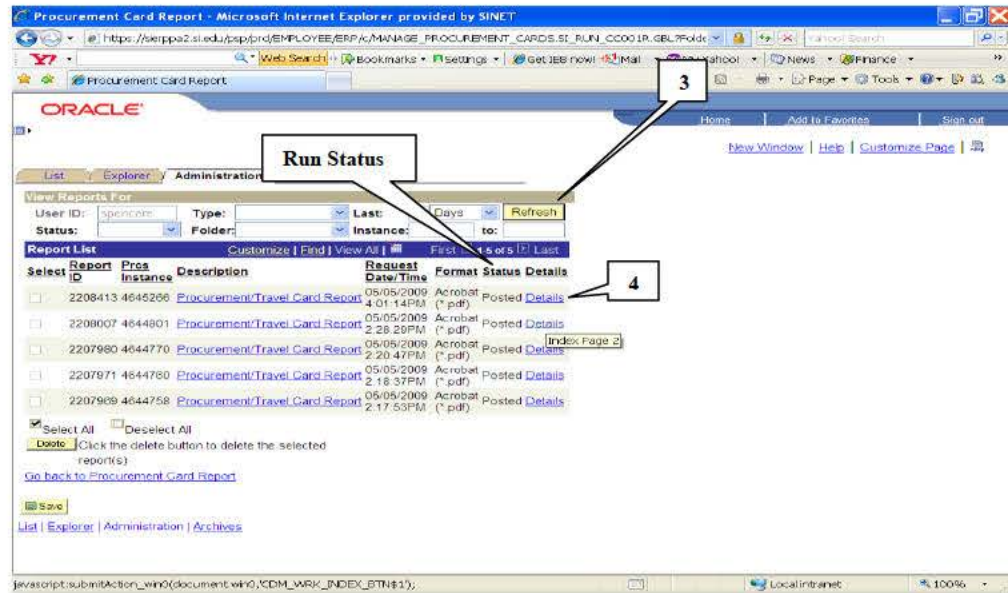 Procurement Card Report - Microsoft Internet Explorer provided by SINET
https://sierppa2.si.edu/psp/prd/EMPLOYEE/ERP/c/MANAGE_PROCUREMENT_CARDS.SI_RUN_CC001R.GBL?Folde
Yahoo! Search
Web Search Bookmarks Settings Get IE8 now! Mail Yahoo! News Finance
Procurement Card Report
Page Tools
3
ORACLE
Home Add to Favorites Sign out
New Window | Help | Customize Page
Run Status
List Explorer Administration
View Reports For
User ID: Type: Last: Days Refresh
Status: Folder: Instance: to:
Report List Customize | Find | View All | First 1-5 of 5 Last
Select Report ID Prcs Instance Description Request Date/Time Format Status Details
2208413 4645266 Procurement/Travel Card Report 05/05/2009 4:01:14PM Acrobat (*.pdf) Posted Details
4
2208007 4644801 Procurement/Travel Card Report 05/05/2009 2:28:29PM Acrobat (*.pdf) Posted Details
Index Page 2
2207980 4644770 Procurement/Travel Card Report 05/05/2009 2:20:47PM Acrobat (*.pdf) Posted Details
2207971 4644760 Procurement/Travel Card Report 05/05/2009 2:18:37PM Acrobat (*.pdf) Posted Details
2207969 4644758 Procurement/Travel Card Report 05/05/2009 2:17:53PM Acrobat (*.pdf) Posted Details
Select All Deselect All
Delete Click the delete button to delete the selected
report(s)
Go back to Procurement Card Report
Save
List | Explorer | Administration | Archives
javascript:submitAction_win0(document.win0,'CDM_WRK_INDEX_BTN$1');
Local intranet 100%